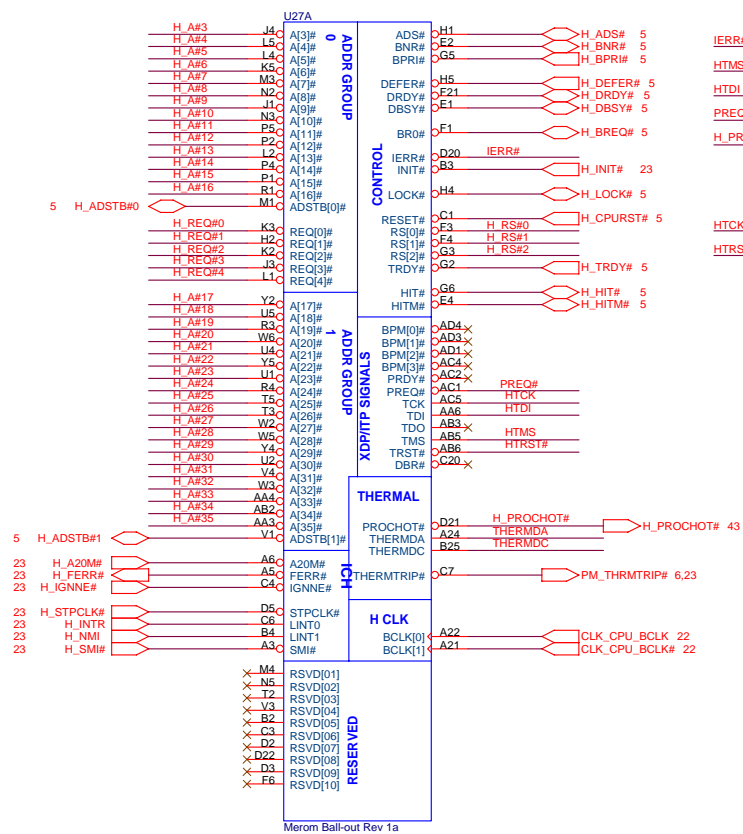 U27A
H_A#3 J4 A[3]# ADS# H1 H_ADS# 5
H_A#4 L5 A[4]# BNR# E2 H_BNR# 5
H_A#5 L4 A[5]# BPRI# G5 H_BPRI# 5
H_A#6 K5 A[6]#
H_A#7 M3 A[7]# DEFER# H5 H_DEFER# 5
H_A#8 N2 A[8]# DRDY# F21 H_DRDY# 5
H_A#9 J1 A[9]# DBSY# E1 H_DBSY# 5
H_A#10 N3 A[10]#
H_A#11 P5 A[11]# BR0# F1 H_BREQ# 5
H_A#12 P2 A[12]#
H_A#13 L2 A[13]# IERR# D20 IERR#
H_A#14 P4 A[14]# INIT# B3 H_INIT# 23
H_A#15 P1 A[15]#
H_A#16 R1 A[16]# LOCK# H4 H_LOCK# 5
5 H_ADSTB#0 M1 ADSTB[0]#
RESET# C1 H_CPURST# 5
H_REQ#0 K3 REQ[0]# RS[0]# F3 H_RS#0
H_REQ#1 H2 REQ[1]# RS[1]# F4 H_RS#1
H_REQ#2 K2 REQ[2]# RS[2]# G3 H_RS#2
H_REQ#3 J3 REQ[3]# TRDY# G2 H_TRDY# 5
H_REQ#4 L1 REQ[4]#
HIT# G6 H_HIT# 5
HITM# E4 H_HITM# 5
ADDR GROUP 0
CONTROL
H_A#17 Y2 A[17]#
H_A#18 U5 A[18]# BPM[0]# AD4
H_A#19 R3 A[19]# BPM[1]# AD3
H_A#20 W6 A[20]# BPM[2]# AD1
H_A#21 U4 A[21]# BPM[3]# AC4
H_A#22 Y5 A[22]# PRDY# AC2
H_A#23 U1 A[23]# PREQ# AC1 PREQ#
H_A#24 R4 A[24]# TCK AC5 HTCK
H_A#25 T5 A[25]# TDI AA6 HTDI
H_A#26 T3 A[26]# TDO AB3
H_A#27 W2 A[27]# TMS AB5 HTMS
H_A#28 W5 A[28]# TRST# AB6 HTRST#
H_A#29 Y4 A[29]# DBR# C20
H_A#30 U2 A[30]#
H_A#31 V4 A[31]#
H_A#32 W3 A[32]#
H_A#33 AA4 A[33]#
H_A#34 AB2 A[34]#
H_A#35 AA3 A[35]#
5 H_ADSTB#1 V1 ADSTB[1]#
ADDR GROUP 1
XDP/ITP SIGNALS
THERMAL
PROCHOT# D21 H_PROCHOT# H_PROCHOT# 43
THERMDA A24 THERMDA
THERMDC B25 THERMDC
23 H_A20M# A6 A20M#
23 H_FERR# A5 FERR# THERMTRIP# C7 PM_THRMTRIP# 6,23
23 H_IGNNE# C4 IGNNE#
ICH
23 H_STPCLK# D5 STPCLK# H CLK
23 H_INTR C6 LINT0
23 H_NMI B4 LINT1 BCLK[0] A22 CLK_CPU_BCLK 22
23 H_SMI# A3 SMI# BCLK[1] A21 CLK_CPU_BCLK# 22
M4 RSVD[01]
N5 RSVD[02]
T2 RSVD[03]
V3 RSVD[04]
B2 RSVD[05]
C3 RSVD[06]
D2 RSVD[07]
D22 RSVD[08]
D3 RSVD[09]
F6 RSVD[10]
RESERVED
Merom Ball-out Rev 1a
IERR#
HTMS
HTDI
PREQ
H_PR
HTCK
HTRS